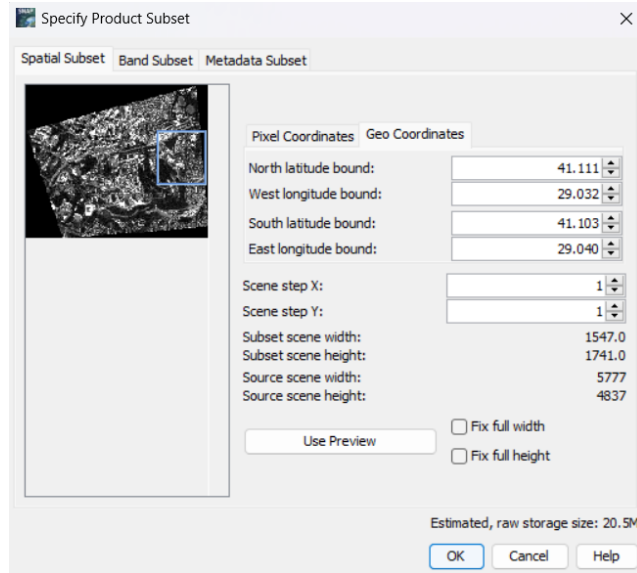 Specify Product Subset
Spatial Subset Band Subset Metadata Subset
Pixel Coordinates Geo Coordinates
North latitude bound: 41.111
West longitude bound: 29.032
South latitude bound: 41.103
East longitude bound: 29.040
Scene step X: 1
Scene step Y: 1
Subset scene width: 1547.0
Subset scene height: 1741.0
Source scene width: 5777
Source scene height: 4837
Use Preview
Fix full width
Fix full height
Estimated, raw storage size: 20.5M
OK Cancel Help